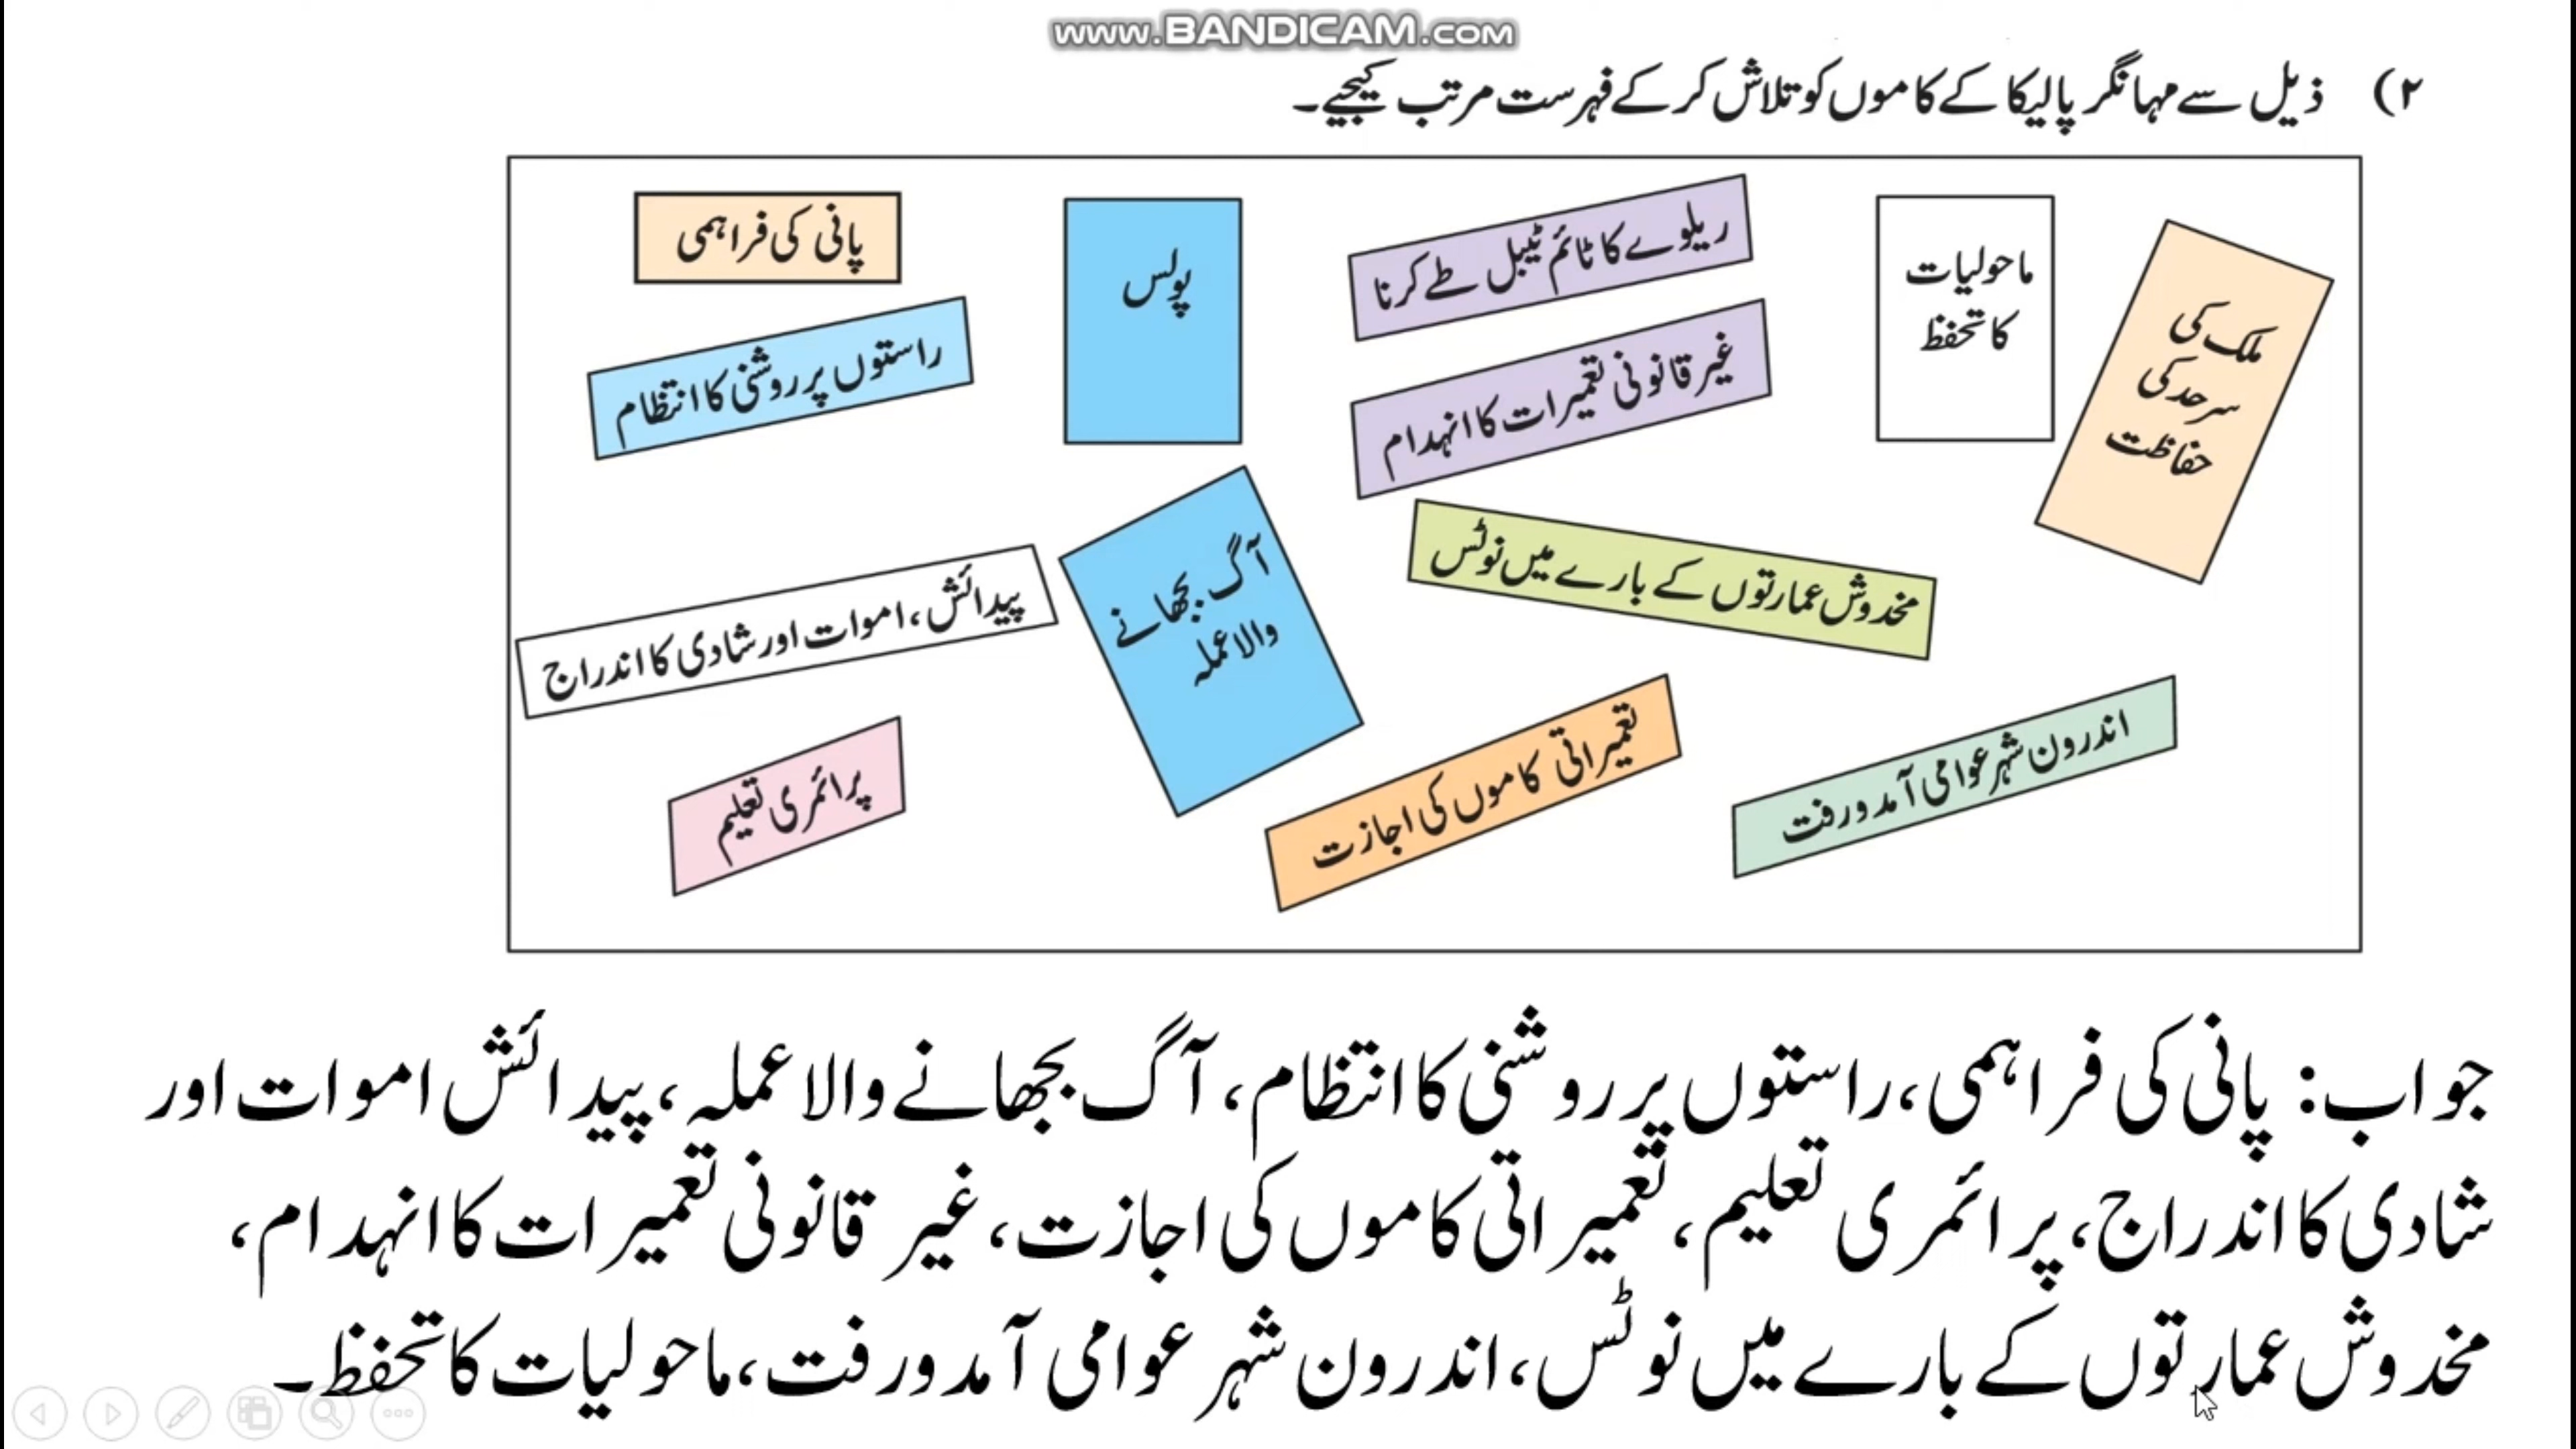 www.BANDICAM.com
۲) ذیل سے مہانگر پالیکا کے کاموں کو تلاش کر کے فہرست مرتب کیجیے۔
ملک کی
سرحد کی
حفاظت
ماحولیات
کا تحفظ
ریلوے کا ٹائم ٹیبل طے کرنا
پولس
پانی کی فراہمی
غیر قانونی تعمیرات کا انہدام
راستوں پر روشنی کا انتظام
مخدوش عمارتوں کے بارے میں نوٹس
آگ بجھانے
والا عملہ
پیدائش، اموات اور شادی کا اندراج
اندرون شہر عوامی آمد و رفت
تعمیراتی کاموں کی اجازت
پرائمری تعلیم
جواب: پانی کی فراہمی، راستوں پر روشنی کا انتظام، آگ بجھانے والا عملہ، پیدائش اموات اور
شادی کا اندراج، پرائمری تعلیم، تعمیراتی کاموں کی اجازت، غیر قانونی تعمیرات کا انہدام،
مخدوش عمارتوں کے بارے میں نوٹس، اندرون شہر عوامی آمد و رفت، ماحولیات کا تحفظ۔